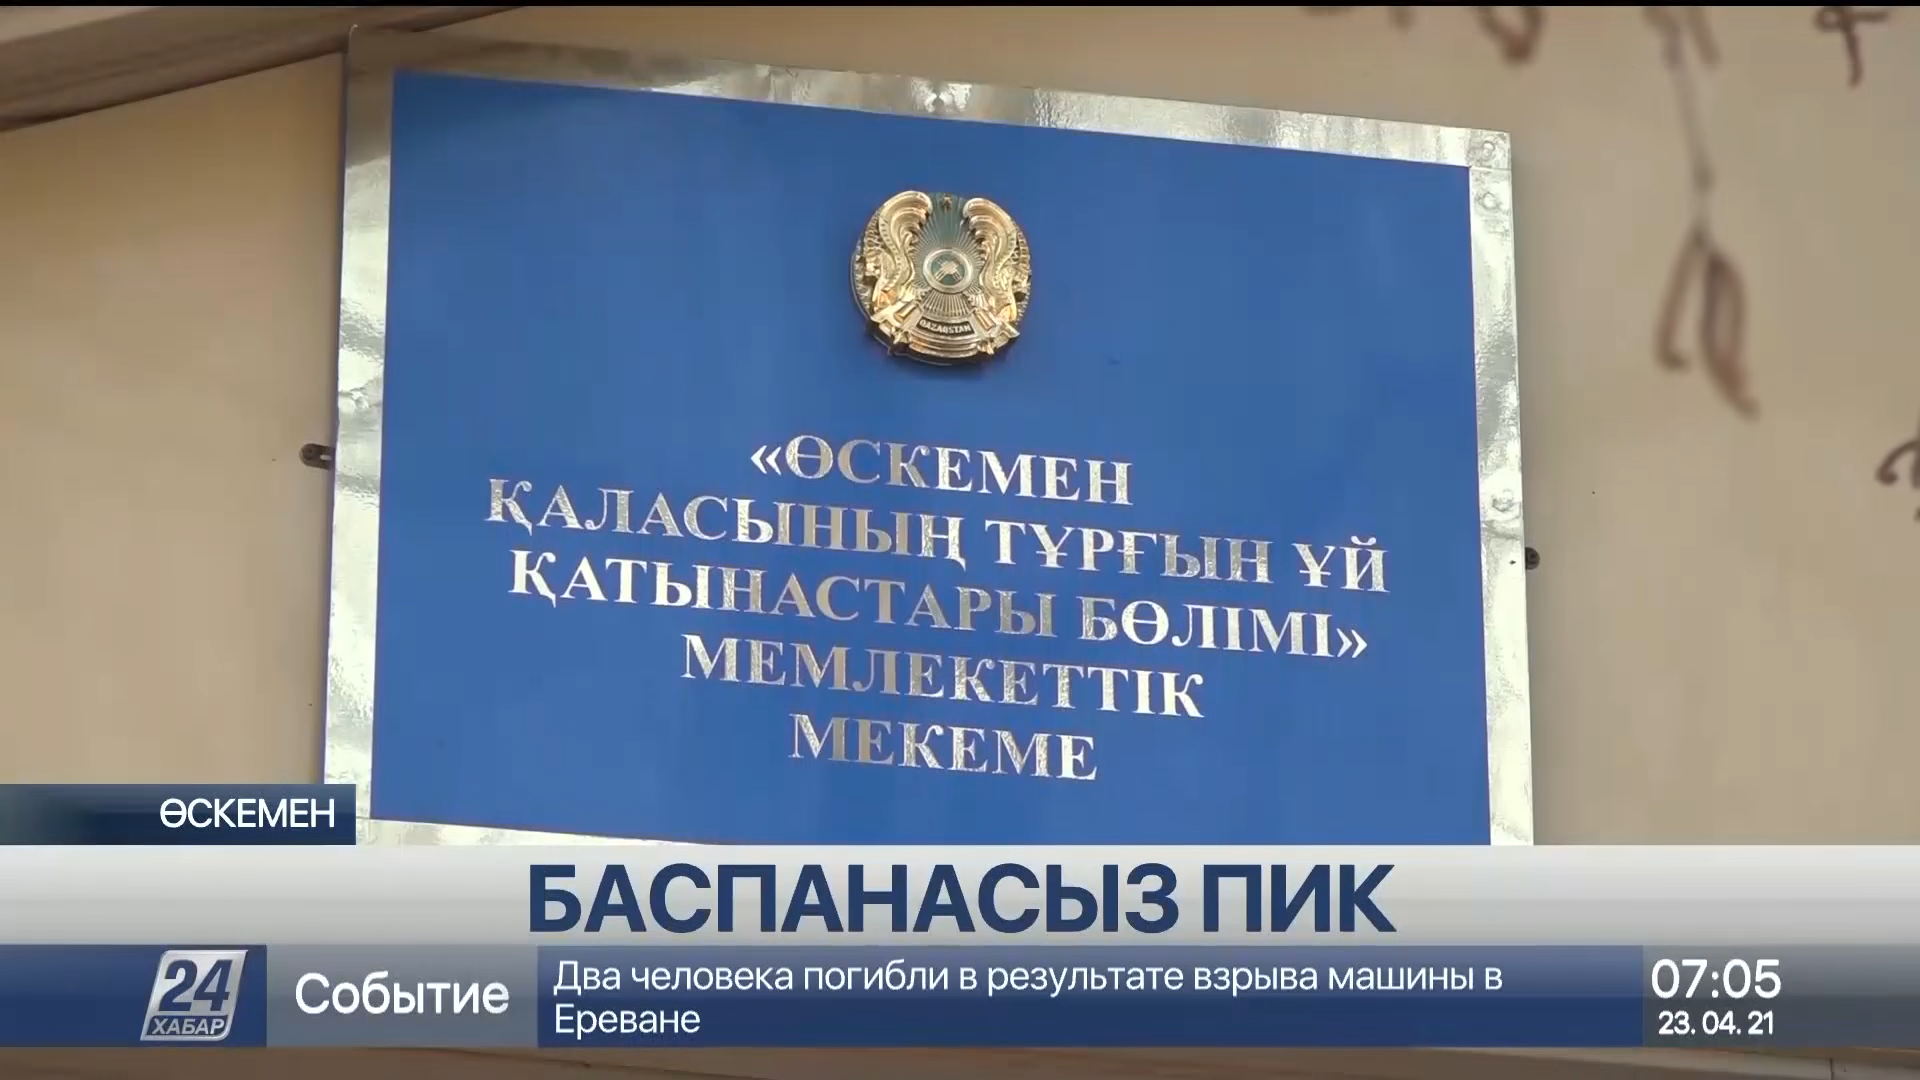 QAZAQSTAN
«ӨСКЕМЕН
ҚАЛАСЫНЫҢ ТҰРҒЫН ҮЙ
ҚАТЫНАСТАРЫ БӨЛІМІ»
МЕМЛЕКЕТТІК
МЕКЕМЕ
ӨСКЕМЕН
БАСПАНАСЫЗ ПИК
24
ХАБАР
Событие
Два человека погибли в результате взрыва машины в
Ереване
07:05
23. 04. 21